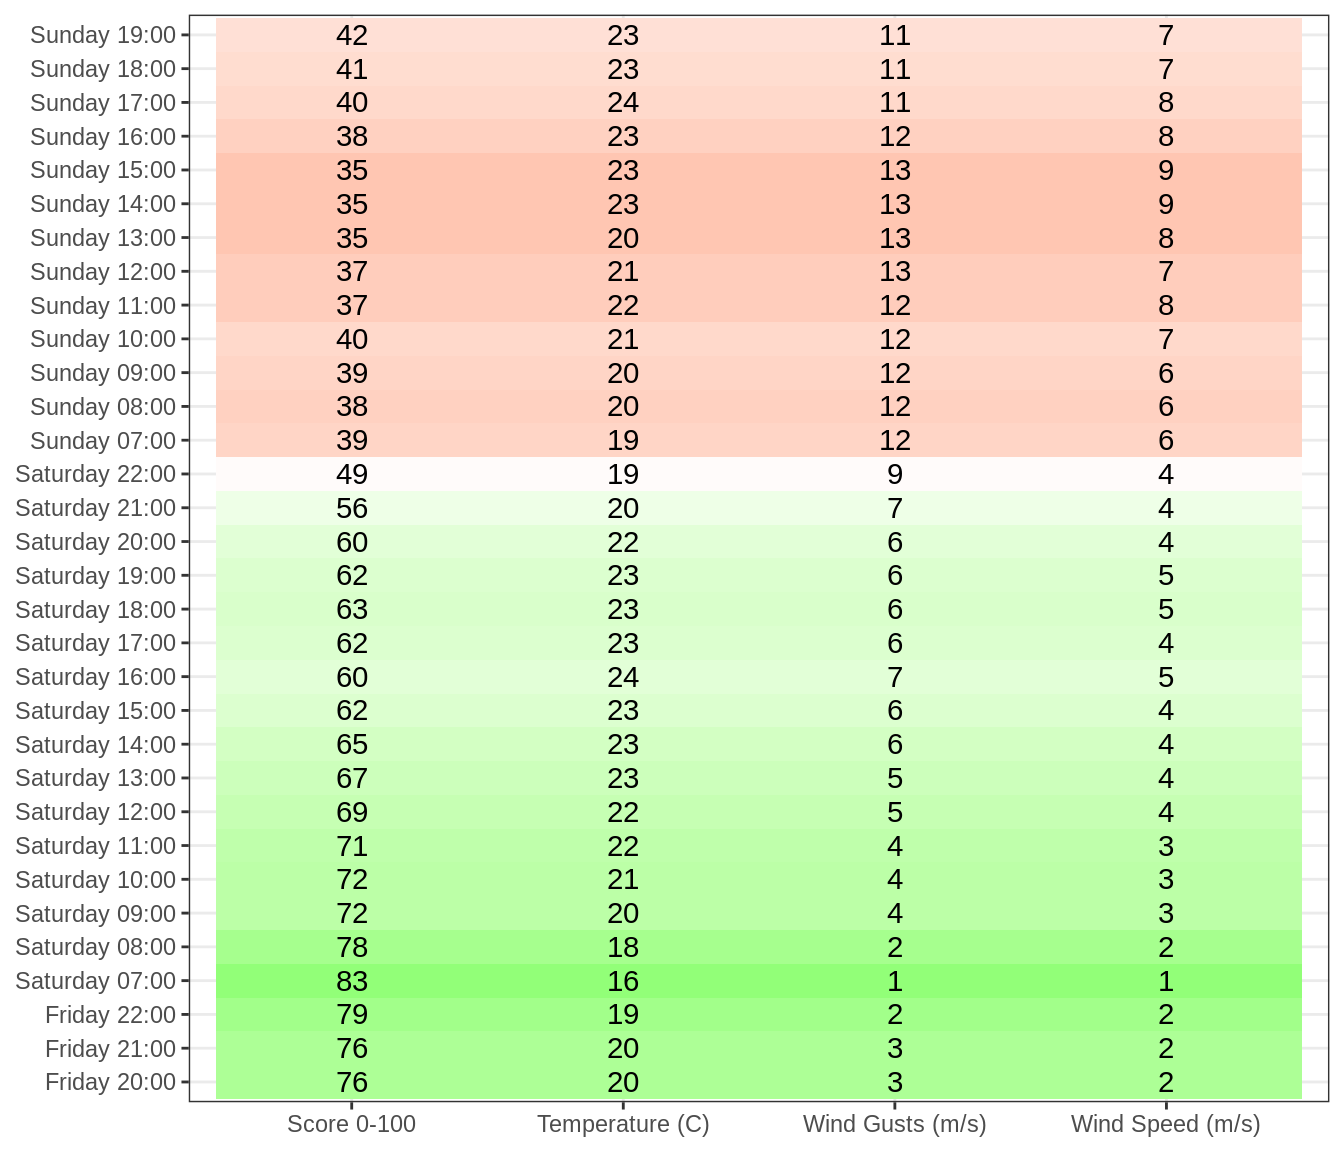 Sunday 19:00 42 23 11 7
Sunday 18:00 41 23 11 7
Sunday 17:00 40 24 11 8
Sunday 16:00 38 23 12 8
Sunday 15:00 35 23 13 9
Sunday 14:00 35 23 13 9
Sunday 13:00 35 20 13 8
Sunday 12:00 37 21 13 7
Sunday 11:00 37 22 12 8
Sunday 10:00 40 21 12 7
Sunday 09:00 39 20 12 6
Sunday 08:00 38 20 12 6
Sunday 07:00 39 19 12 6
Saturday 22:00 49 19 9 4
Saturday 21:00 56 20 7 4
Saturday 20:00 60 22 6 4
Saturday 19:00 62 23 6 5
Saturday 18:00 63 23 6 5
Saturday 17:00 62 23 6 4
Saturday 16:00 60 24 7 5
Saturday 15:00 62 23 6 4
Saturday 14:00 65 23 6 4
Saturday 13:00 67 23 5 4
Saturday 12:00 69 22 5 4
Saturday 11:00 71 22 4 3
Saturday 10:00 72 21 4 3
Saturday 09:00 72 20 4 3
Saturday 08:00 78 18 2 2
Saturday 07:00 83 16 1 1
Friday 22:00 79 19 2 2
Friday 21:00 76 20 3 2
Friday 20:00 76 20 3 2
Score 0-100 Temperature (C) Wind Gusts (m/s) Wind Speed (m/s)